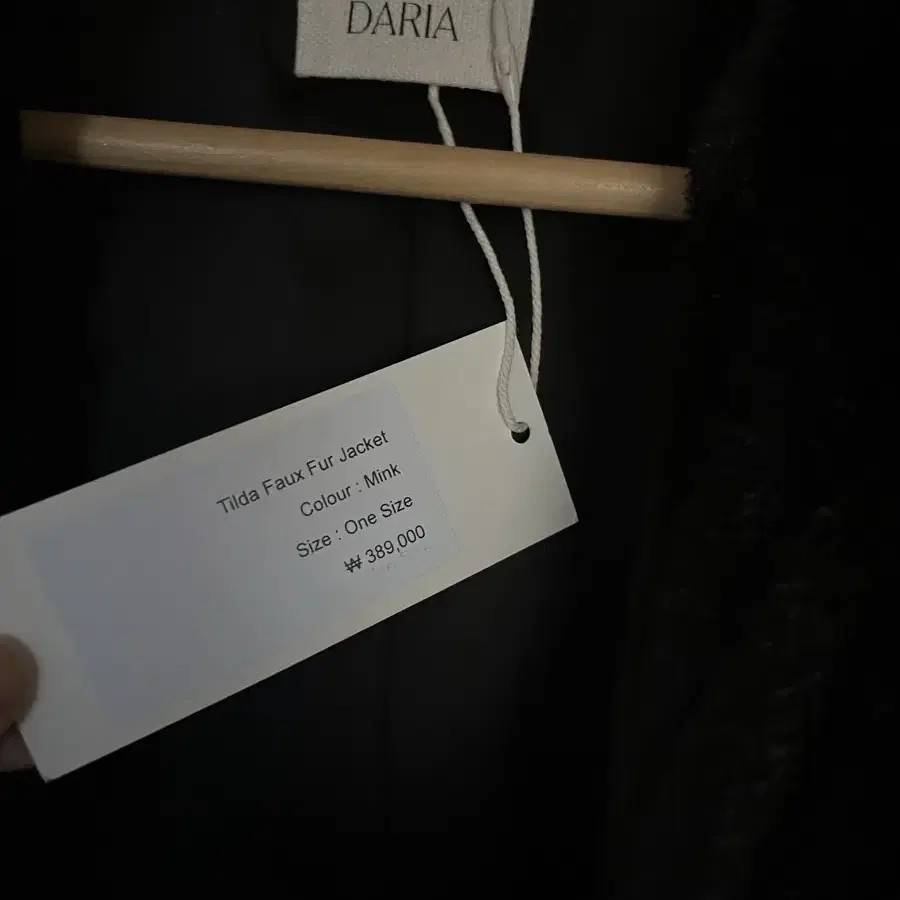 DARIA
Tilda Faux Fur Jacket
Colour : Mink
Size : One Size
₩ 389,000